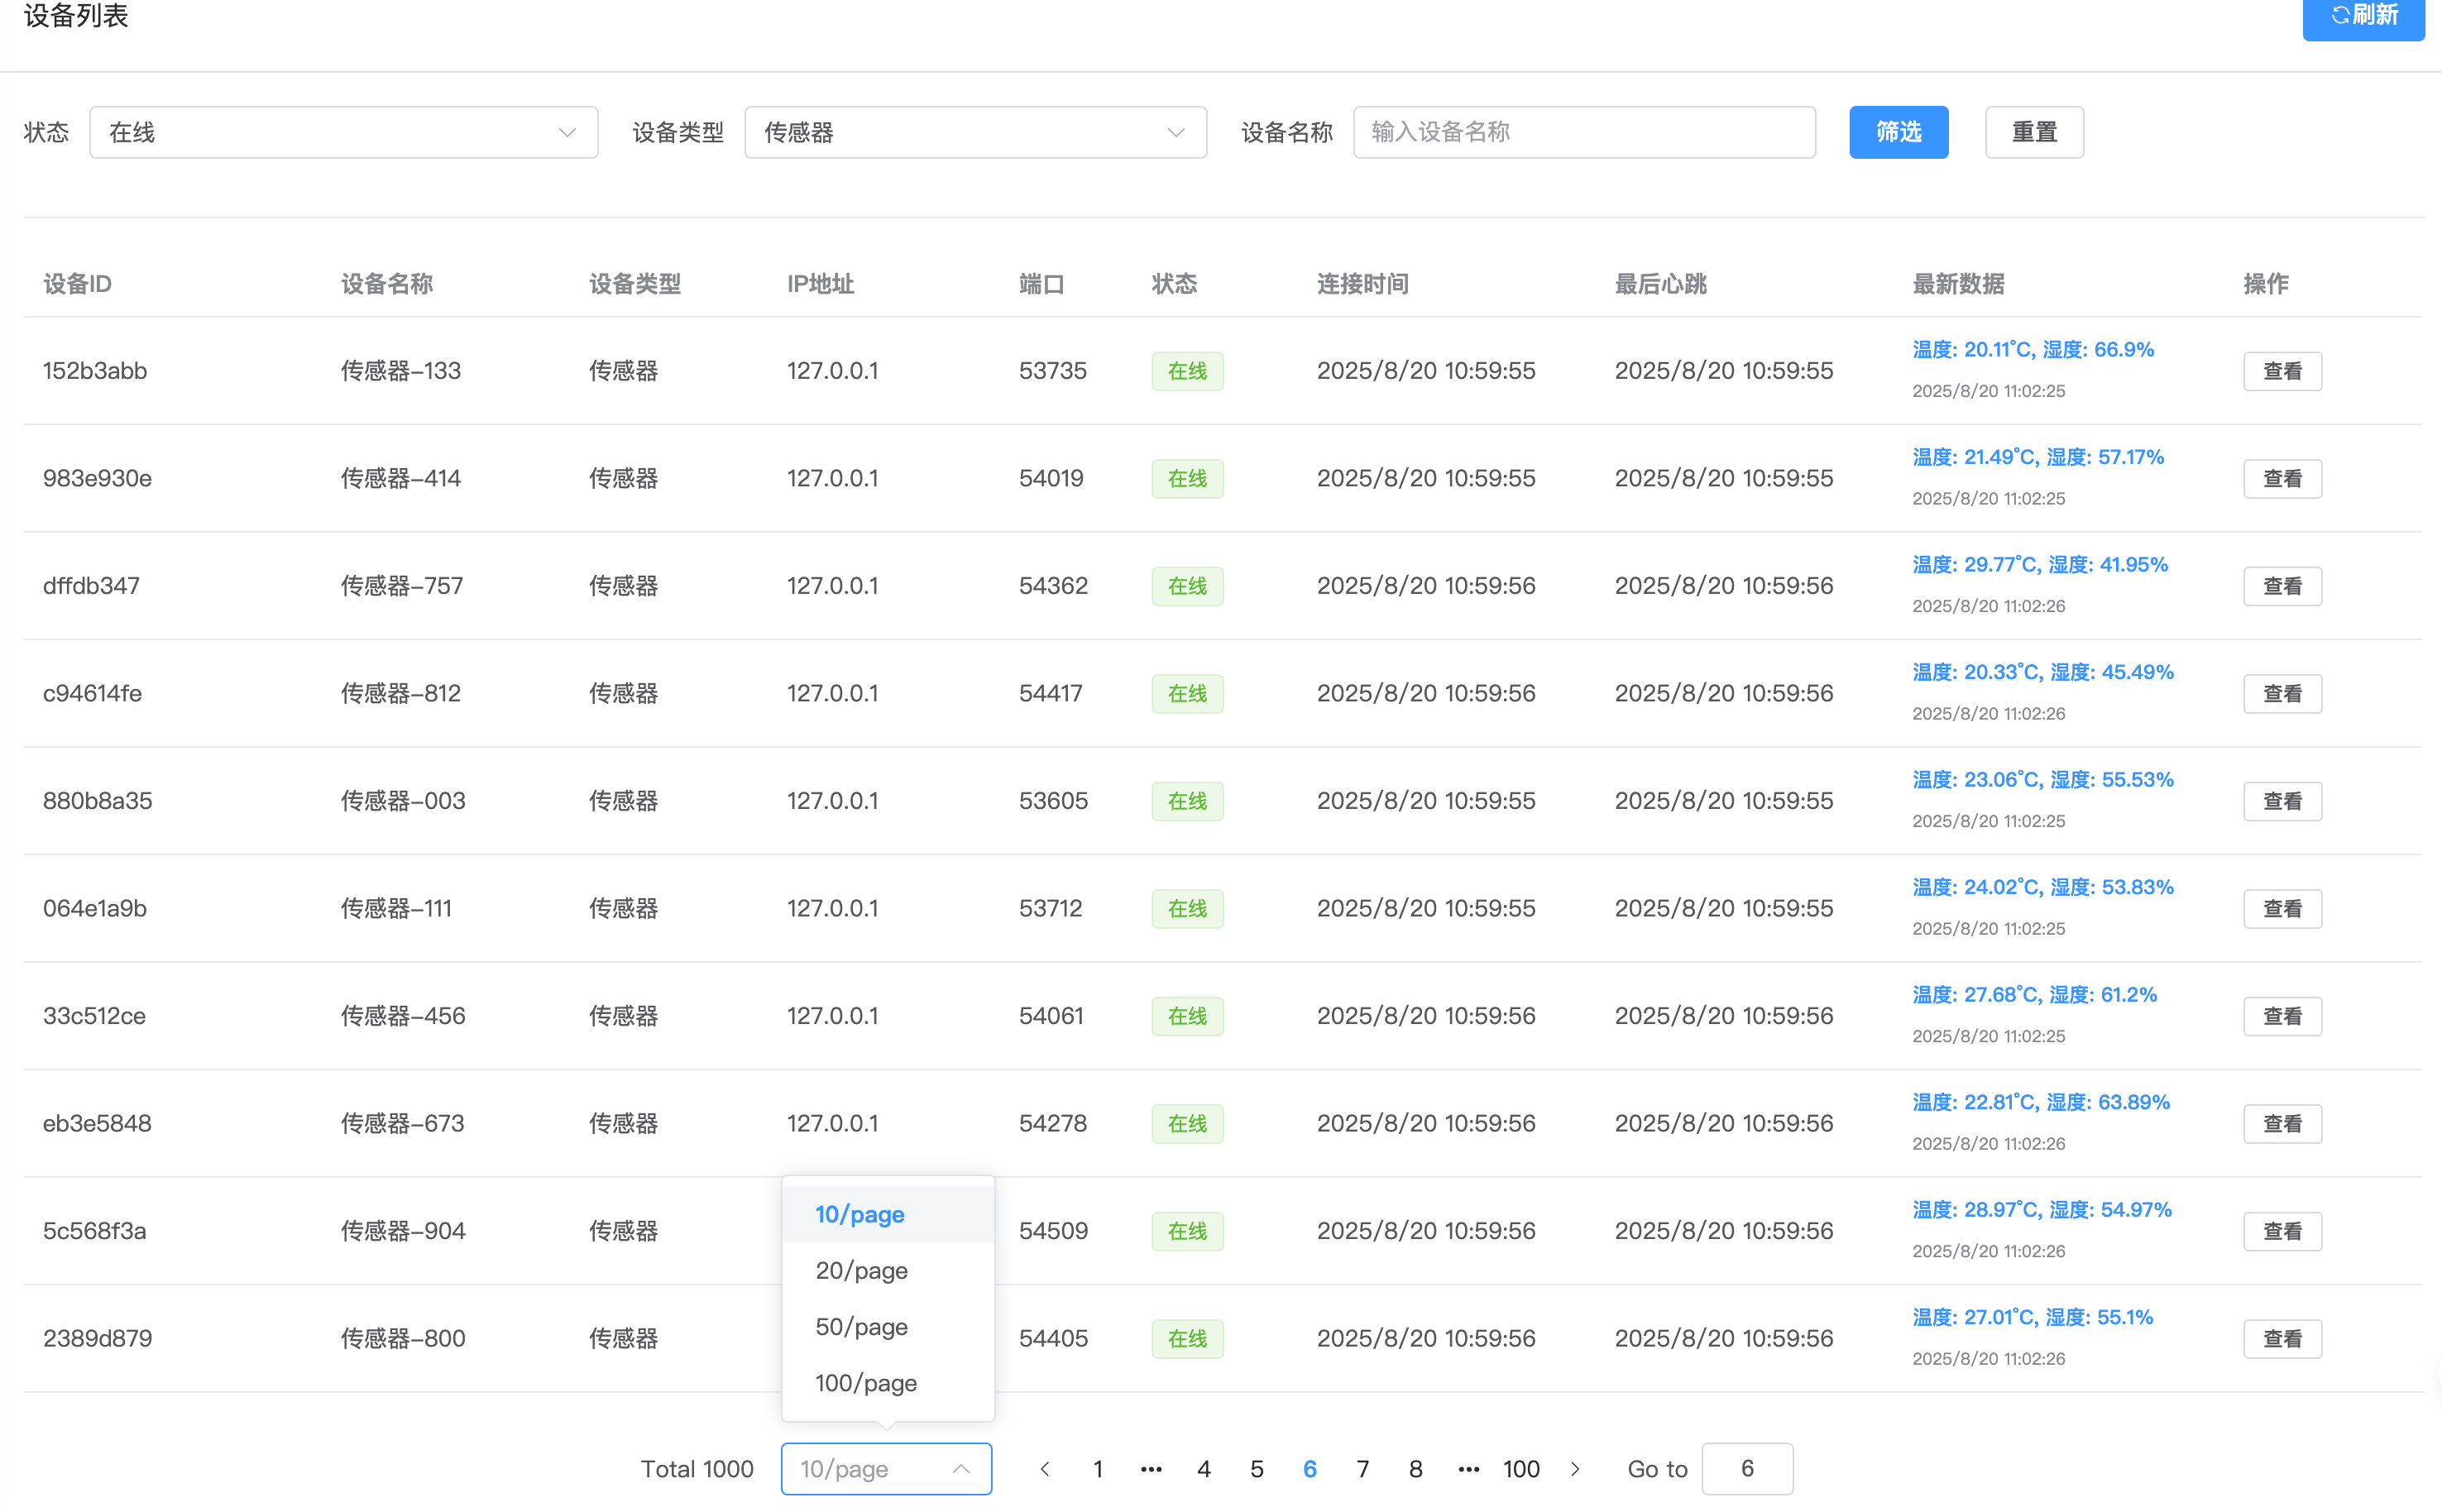 设备列表
刷新
状态 在线 设备类型 传感器 设备名称 输入设备名称 筛选 重置
设备ID 设备名称 设备类型 IP地址 端口 状态 连接时间 最后心跳 最新数据 操作
152b3abb 传感器-133 传感器 127.0.0.1 53735 在线 2025/8/20 10:59:55 2025/8/20 10:59:55 温度: 20.11°C, 湿度: 66.9% 查看
2025/8/20 11:02:25
983e930e 传感器-414 传感器 127.0.0.1 54019 在线 2025/8/20 10:59:55 2025/8/20 10:59:55 温度: 21.49°C, 湿度: 57.17% 查看
2025/8/20 11:02:25
dffdb347 传感器-757 传感器 127.0.0.1 54362 在线 2025/8/20 10:59:56 2025/8/20 10:59:56 温度: 29.77°C, 湿度: 41.95% 查看
2025/8/20 11:02:26
c94614fe 传感器-812 传感器 127.0.0.1 54417 在线 2025/8/20 10:59:56 2025/8/20 10:59:56 温度: 20.33°C, 湿度: 45.49% 查看
2025/8/20 11:02:26
880b8a35 传感器-003 传感器 127.0.0.1 53605 在线 2025/8/20 10:59:55 2025/8/20 10:59:55 温度: 23.06°C, 湿度: 55.53% 查看
2025/8/20 11:02:25
064e1a9b 传感器-111 传感器 127.0.0.1 53712 在线 2025/8/20 10:59:55 2025/8/20 10:59:55 温度: 24.02°C, 湿度: 53.83% 查看
2025/8/20 11:02:25
33c512ce 传感器-456 传感器 127.0.0.1 54061 在线 2025/8/20 10:59:56 2025/8/20 10:59:56 温度: 27.68°C, 湿度: 61.2% 查看
2025/8/20 11:02:25
eb3e5848 传感器-673 传感器 127.0.0.1 54278 在线 2025/8/20 10:59:56 2025/8/20 10:59:56 温度: 22.81°C, 湿度: 63.89% 查看
2025/8/20 11:02:26
5c568f3a 传感器-904 传感器 54509 在线 2025/8/20 10:59:56 2025/8/20 10:59:56 温度: 28.97°C, 湿度: 54.97% 查看
2025/8/20 11:02:26
2389d879 传感器-800 传感器 54405 在线 2025/8/20 10:59:56 2025/8/20 10:59:56 温度: 27.01°C, 湿度: 55.1% 查看
2025/8/20 11:02:26
10/page
20/page
50/page
100/page
Total 1000 10/page 1 ••• 4 5 6 7 8 ••• 100 Go to 6